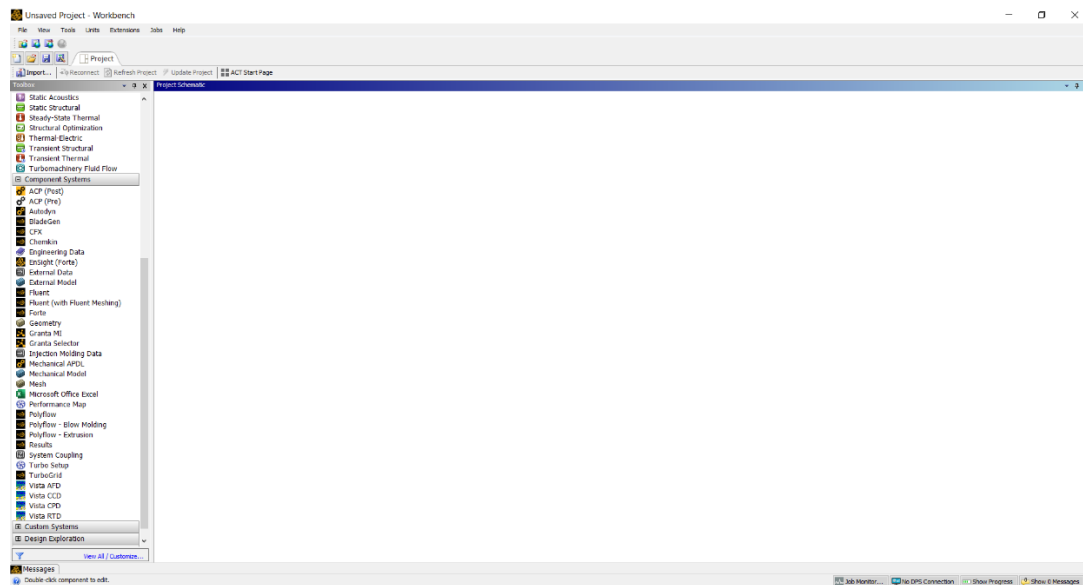 Unsaved Project - Workbench
File View Tools Units Extensions Jobs Help
Project
Import... Reconnect Refresh Project Update Project ACT Start Page
Toolbox
Project Schematic
Static Acoustics
Static Structural
Steady-State Thermal
Structural Optimization
Thermal-Electric
Transient Structural
Transient Thermal
Turbomachinery Fluid Flow
Component Systems
ACP (Post)
ACP (Pre)
Autodyn
BladeGen
CFX
Chemkin
Engineering Data
EnSight (Forte)
External Data
External Model
Fluent
Fluent (with Fluent Meshing)
Forte
Geometry
Granta MI
Granta Selector
Injection Molding Data
Mechanical APDL
Mechanical Model
Mesh
Microsoft Office Excel
Performance Map
Polyflow
Polyflow - Blow Molding
Polyflow - Extrusion
Results
System Coupling
Turbo Setup
TurboGrid
Vista AFD
Vista CCD
Vista CPD
Vista RTD
Custom Systems
Design Exploration
View All / Customize...
Messages
Double-click component to edit.
Job Monitor... No DPS Connection Show Progress Show 0 Messages